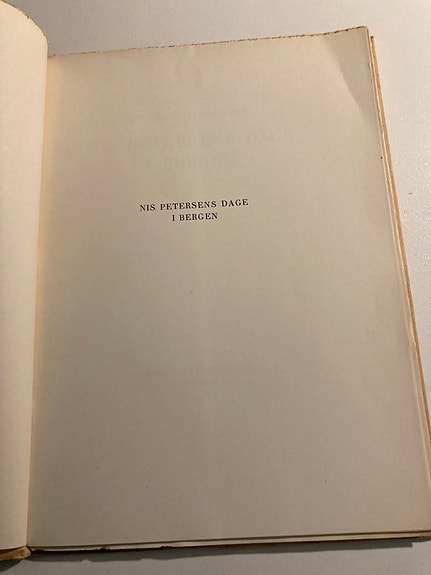 NIS PETERSENS DAGE
I BERGEN